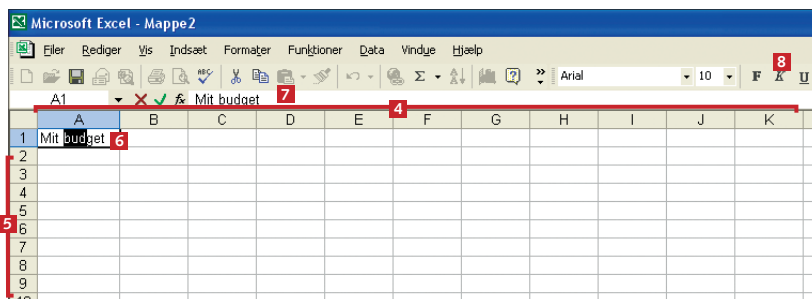 Microsoft Excel - Mappe2
Filer Rediger Vis Indsæt Formater Funktioner Data Vindue Hjælp
8
ABC Σ A Z ? » Arial 10 F K U
A1 fx Mit budget 7
4
A B C D E F G H I J K
1 Mit budget 6
2
3
4
5
5
6
7
8
9
10